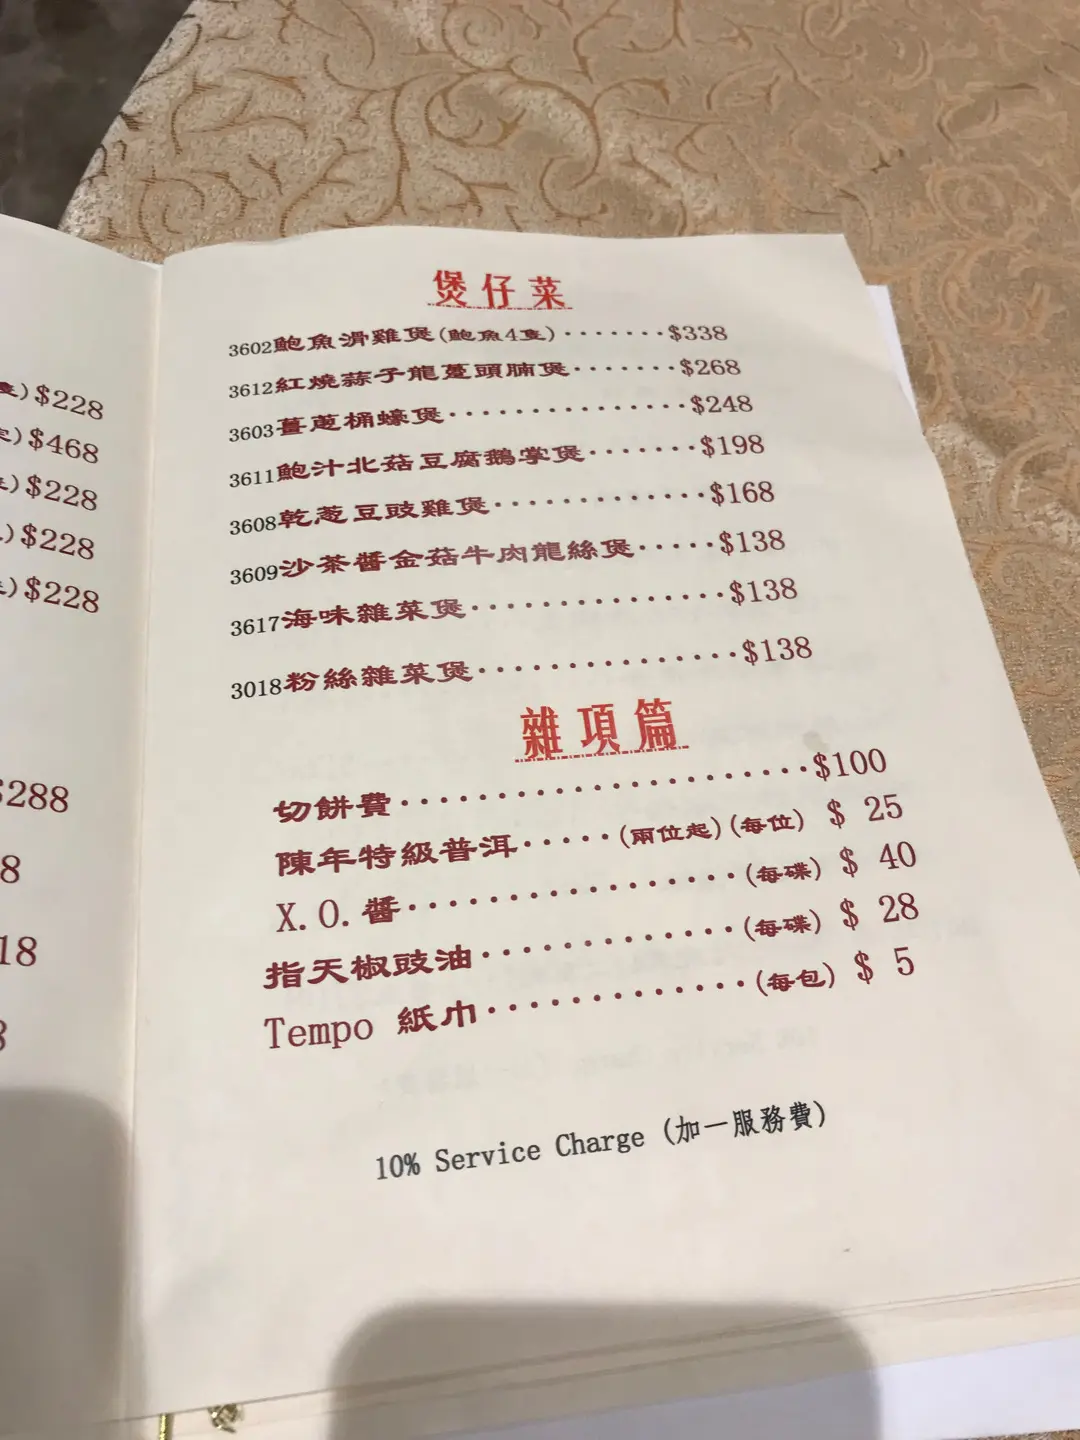 $228
$468
$228
$228
$228
$288
8
18
煲仔菜
3602鮑魚滑雞煲(鮑魚4隻)·······$338
3612紅燒蒜子龍躉頭腩煲·······$268
3603薑蔥桶蠔煲···············$248
3611鮑汁北菇豆腐鵝掌煲·······$198
3608乾蔥豆豉雞煲·············$168
3609沙茶醬金菇牛肉龍絲煲·····$138
3617海味雜菜煲···············$138
3018粉絲雜菜煲···············$138
雜項篇
切餅費·····················$100
陳年特級普洱·····(兩位起)(每位) $ 25
X.O.醬·················(每碟) $ 40
指天椒豉油·············(每碟) $ 28
Tempo 紙巾·············(每包) $ 5
10% Service Charge (加一服務費)